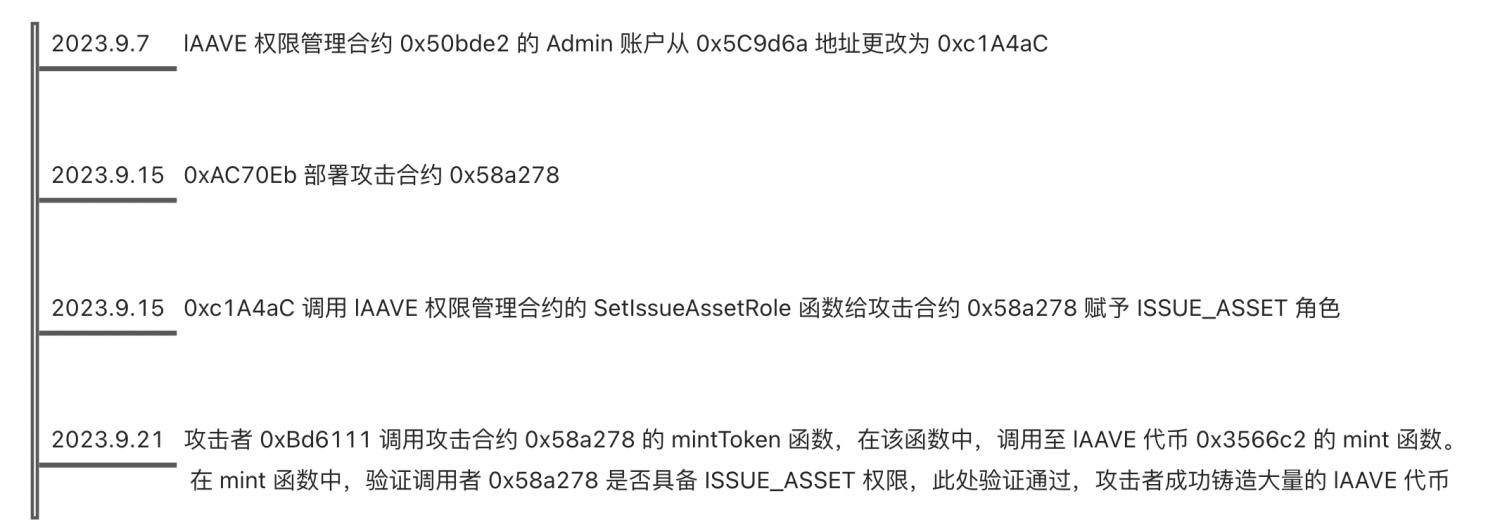 2023.9.7 lAAVE 权限管理合约 0x50bde2 的 Admin 账户从 0x5C9d6a 地址更改为 0xc1A4aC
2023.9.15 0xAC70Eb 部署攻击合约 0x58a278
2023.9.15 0xc1A4aC 调用 lAAVE 权限管理合约的 SetIssueAssetRole 函数给攻击合约 0x58a278 赋予 ISSUE_ASSET 角色
2023.9.21 攻击者 0xBd6111 调用攻击合约 0x58a278 的 mintToken 函数，在该函数中，调用至 lAAVE 代币 0x3566c2 的 mint 函数。
在 mint 函数中，验证调用者 0x58a278 是否具备 ISSUE_ASSET 权限，此处验证通过，攻击者成功铸造大量的 lAAVE 代币